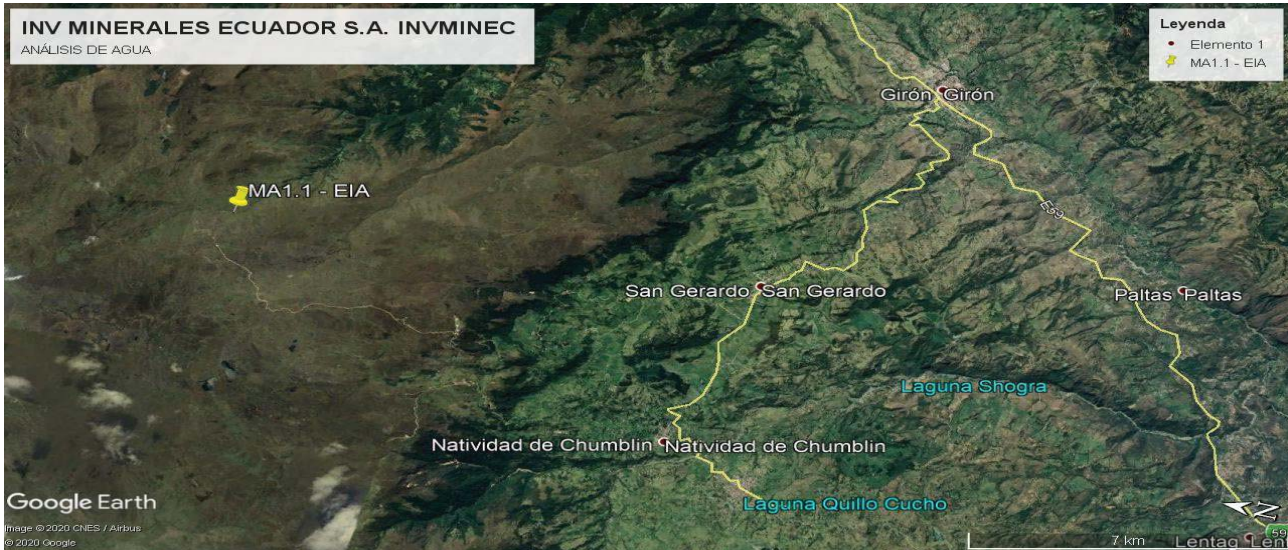 INV MINERALES ECUADOR S.A. INVMINEC
ANÁLISIS DE AGUA
Leyenda
Elemento 1
MA1.1 - EIA
Girón Girón
MA1.1 - EIA
E59
San Gerardo San Gerardo
Paltas Paltas
Laguna Shogra
Natividad de Chumblin Natividad de Chumblin
Laguna Quillo Cucho
Google Earth
Image © 2020 CNES / Airbus
© 2020 Google
N
59
7 km
Lentag Len